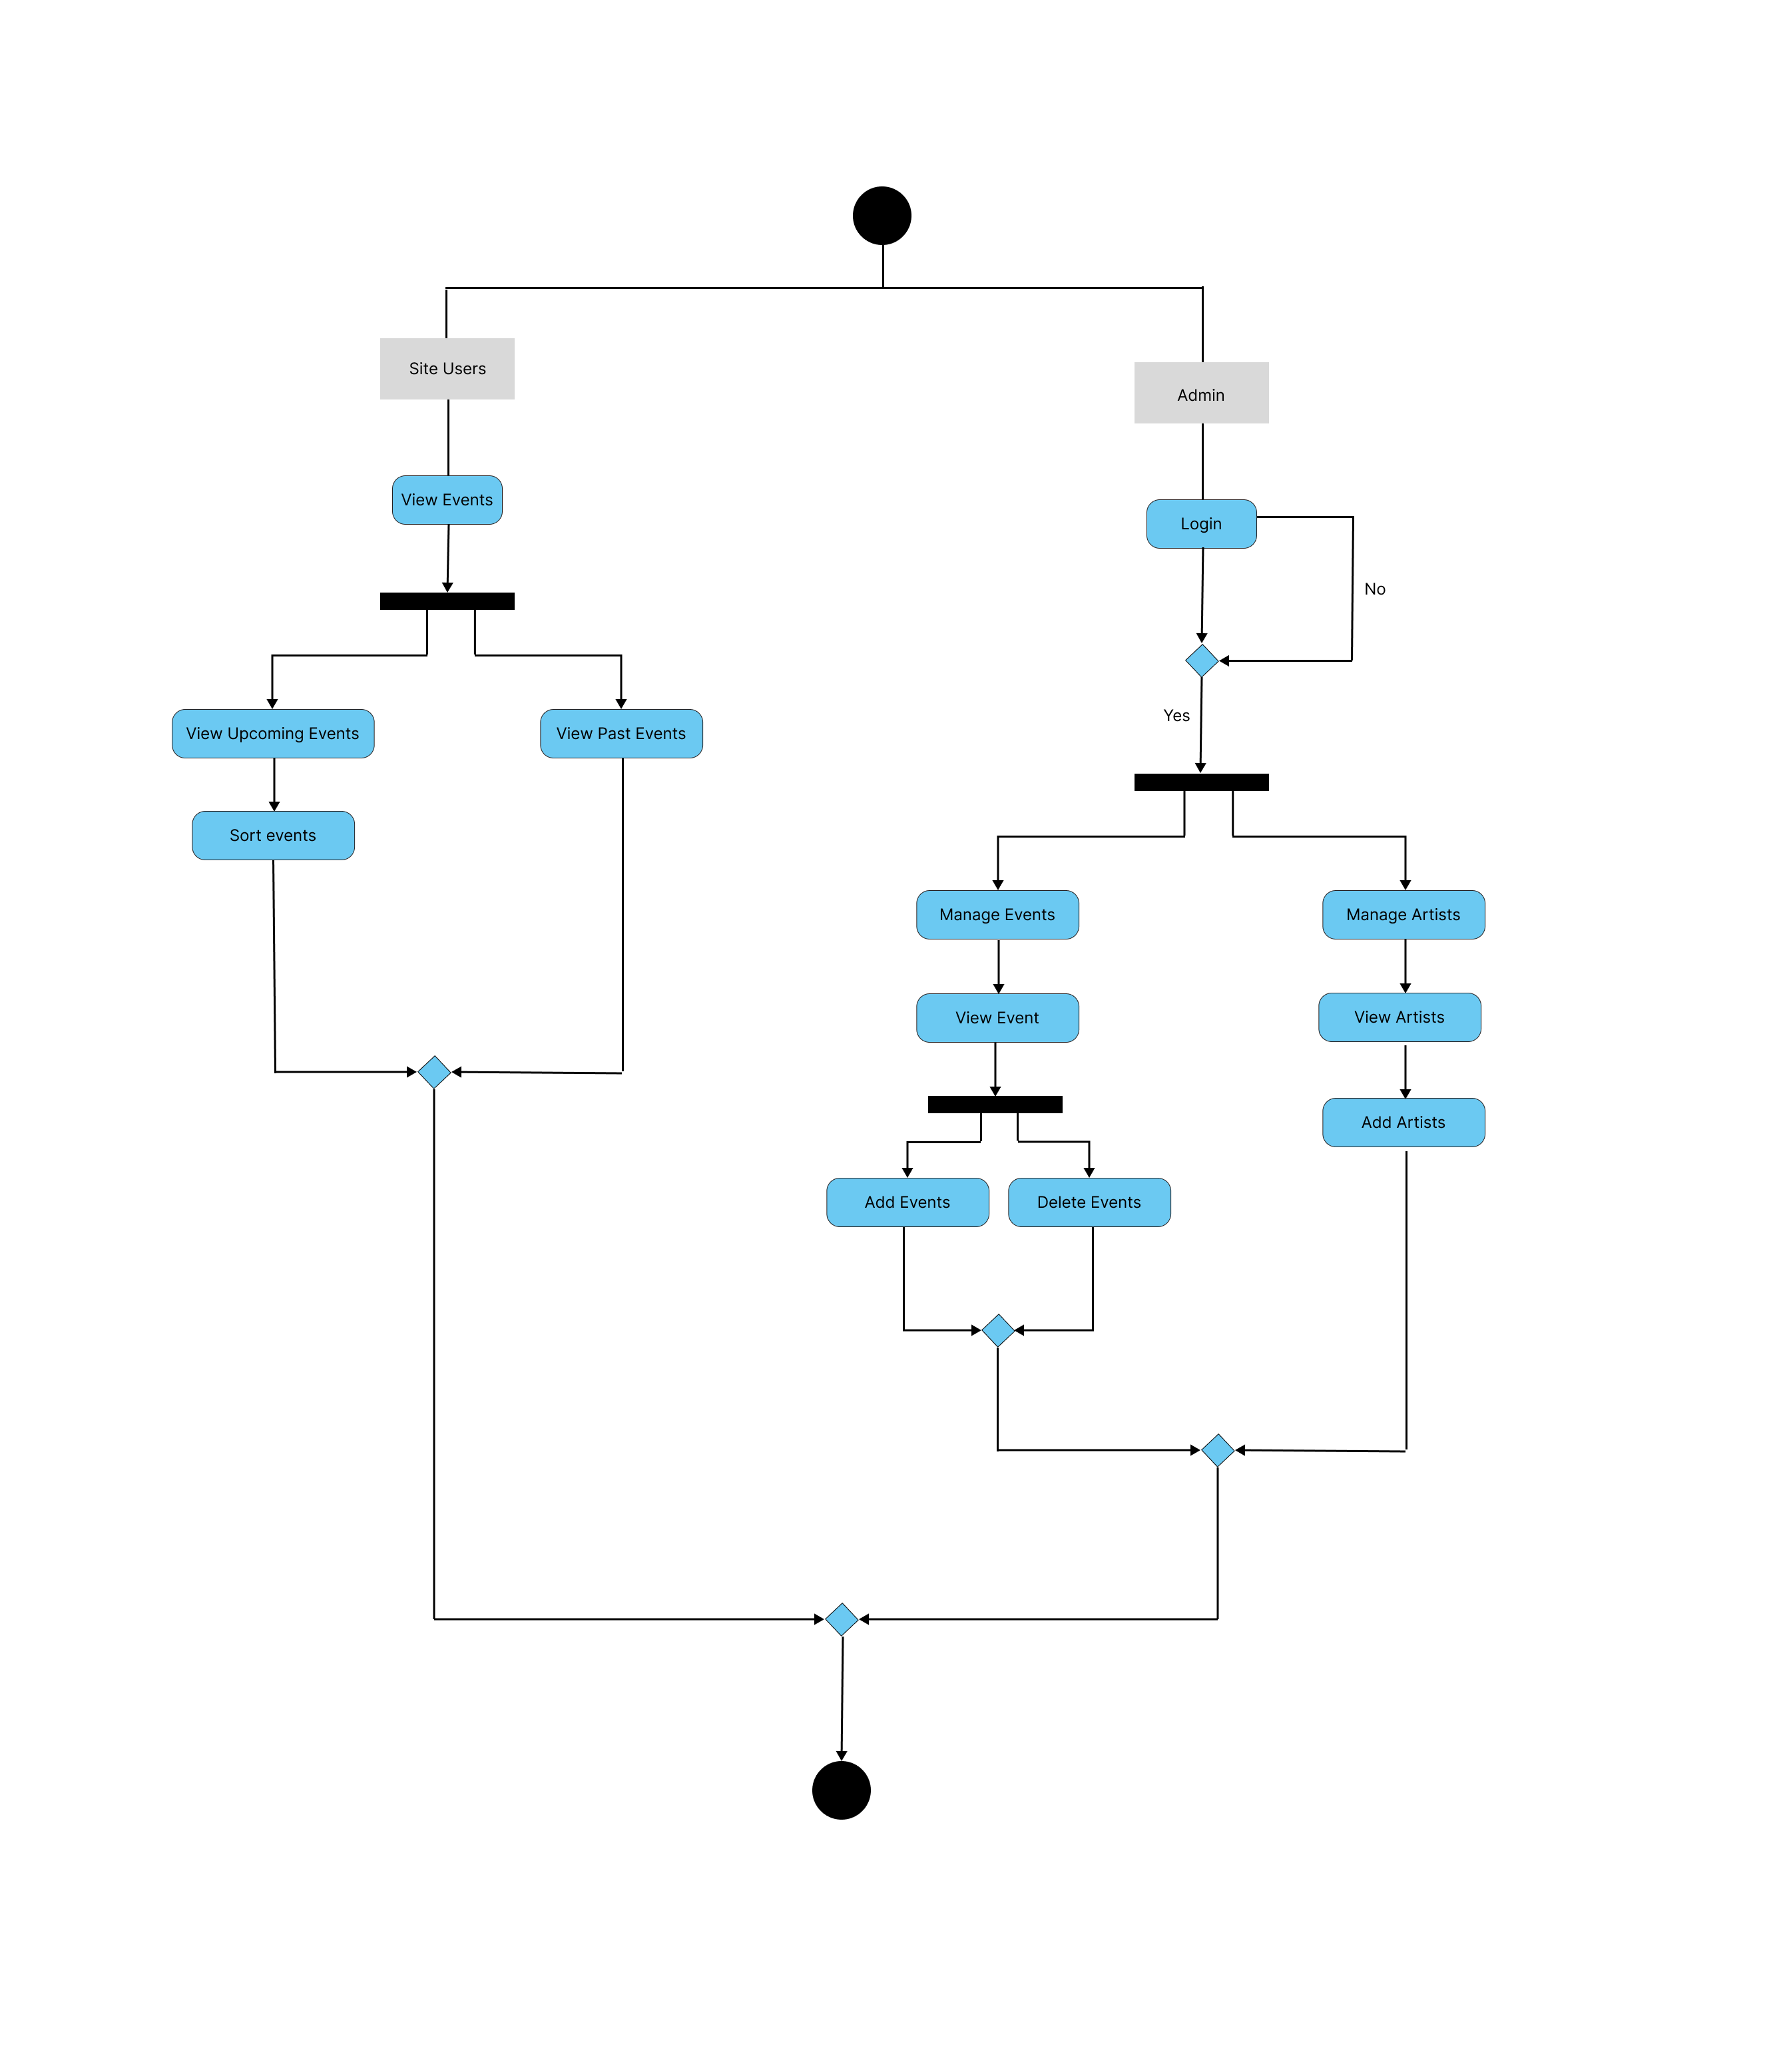 Site Users
Admin
View Events
Login
No
Yes
View Upcoming Events
View Past Events
Sort events
Manage Events
Manage Artists
View Event
View Artists
Add Artists
Add Events
Delete Events